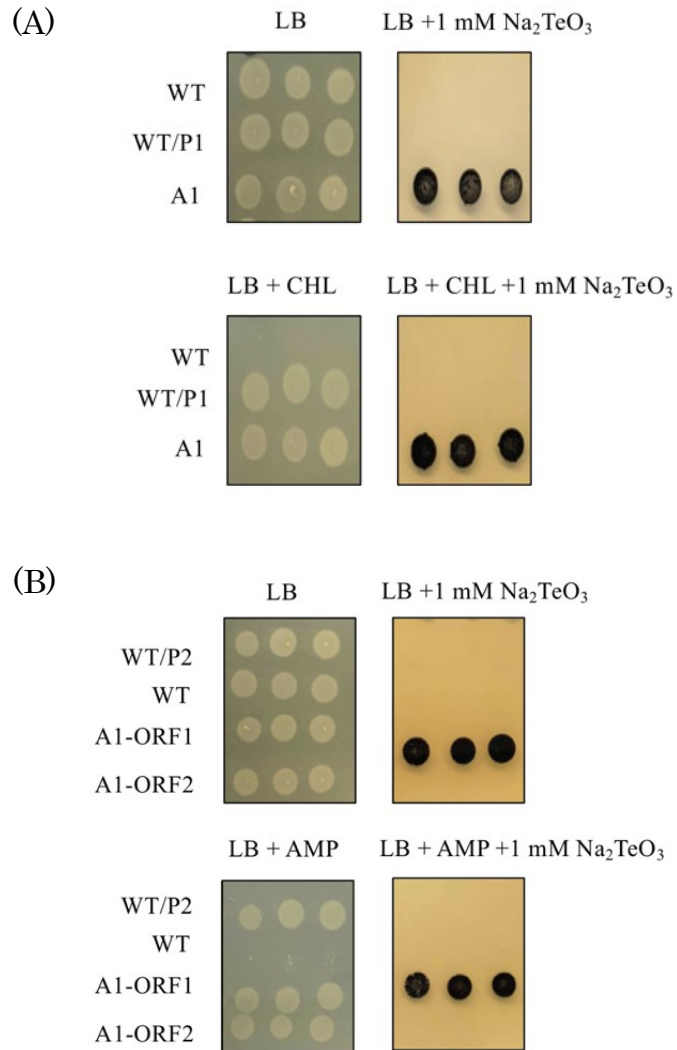 (A)
LB LB +1 mM Na₂TeO₃
WT
WT/P1
A1
LB + CHL LB + CHL +1 mM Na₂TeO₃
WT
WT/P1
A1
(B)
LB LB +1 mM Na₂TeO₃
WT/P2
WT
A1-ORF1
A1-ORF2
LB + AMP LB + AMP +1 mM Na₂TeO₃
WT/P2
WT
A1-ORF1
A1-ORF2